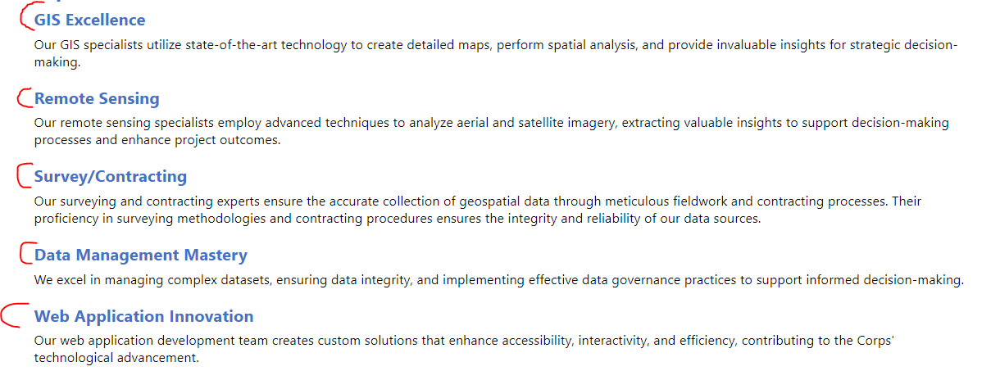 GIS Excellence
Our GIS specialists utilize state-of-the-art technology to create detailed maps, perform spatial analysis, and provide invaluable insights for strategic decision-
making.
Remote Sensing
Our remote sensing specialists employ advanced techniques to analyze aerial and satellite imagery, extracting valuable insights to support decision-making
processes and enhance project outcomes.
Survey/Contracting
Our surveying and contracting experts ensure the accurate collection of geospatial data through meticulous fieldwork and contracting processes. Their
proficiency in surveying methodologies and contracting procedures ensures the integrity and reliability of our data sources.
Data Management Mastery
We excel in managing complex datasets, ensuring data integrity, and implementing effective data governance practices to support informed decision-making.
Web Application Innovation
Our web application development team creates custom solutions that enhance accessibility, interactivity, and efficiency, contributing to the Corps'
technological advancement.